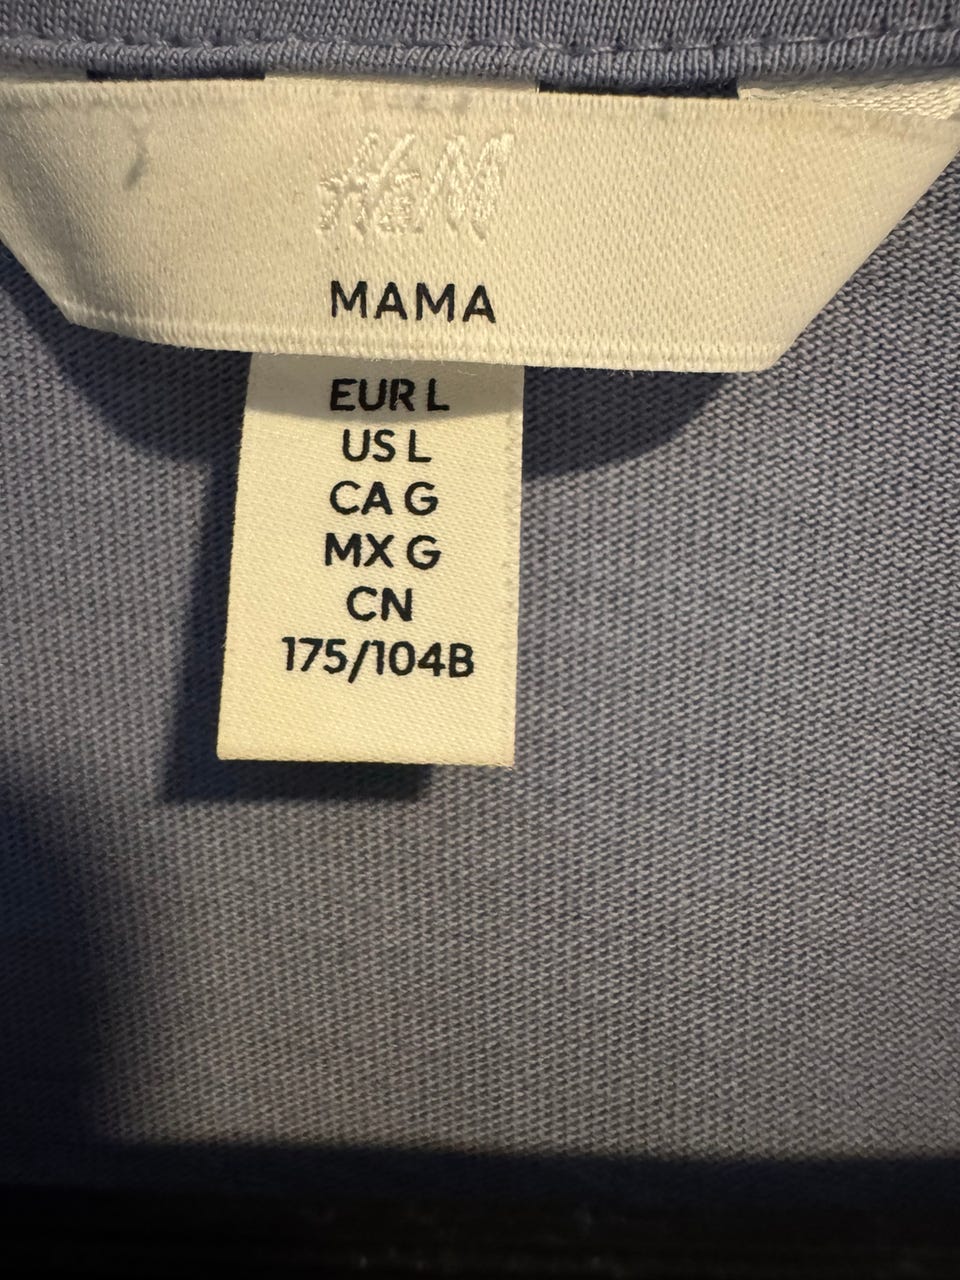 H&M
MAMA
EUR L
US L
CA G
MX G
CN
175/104B